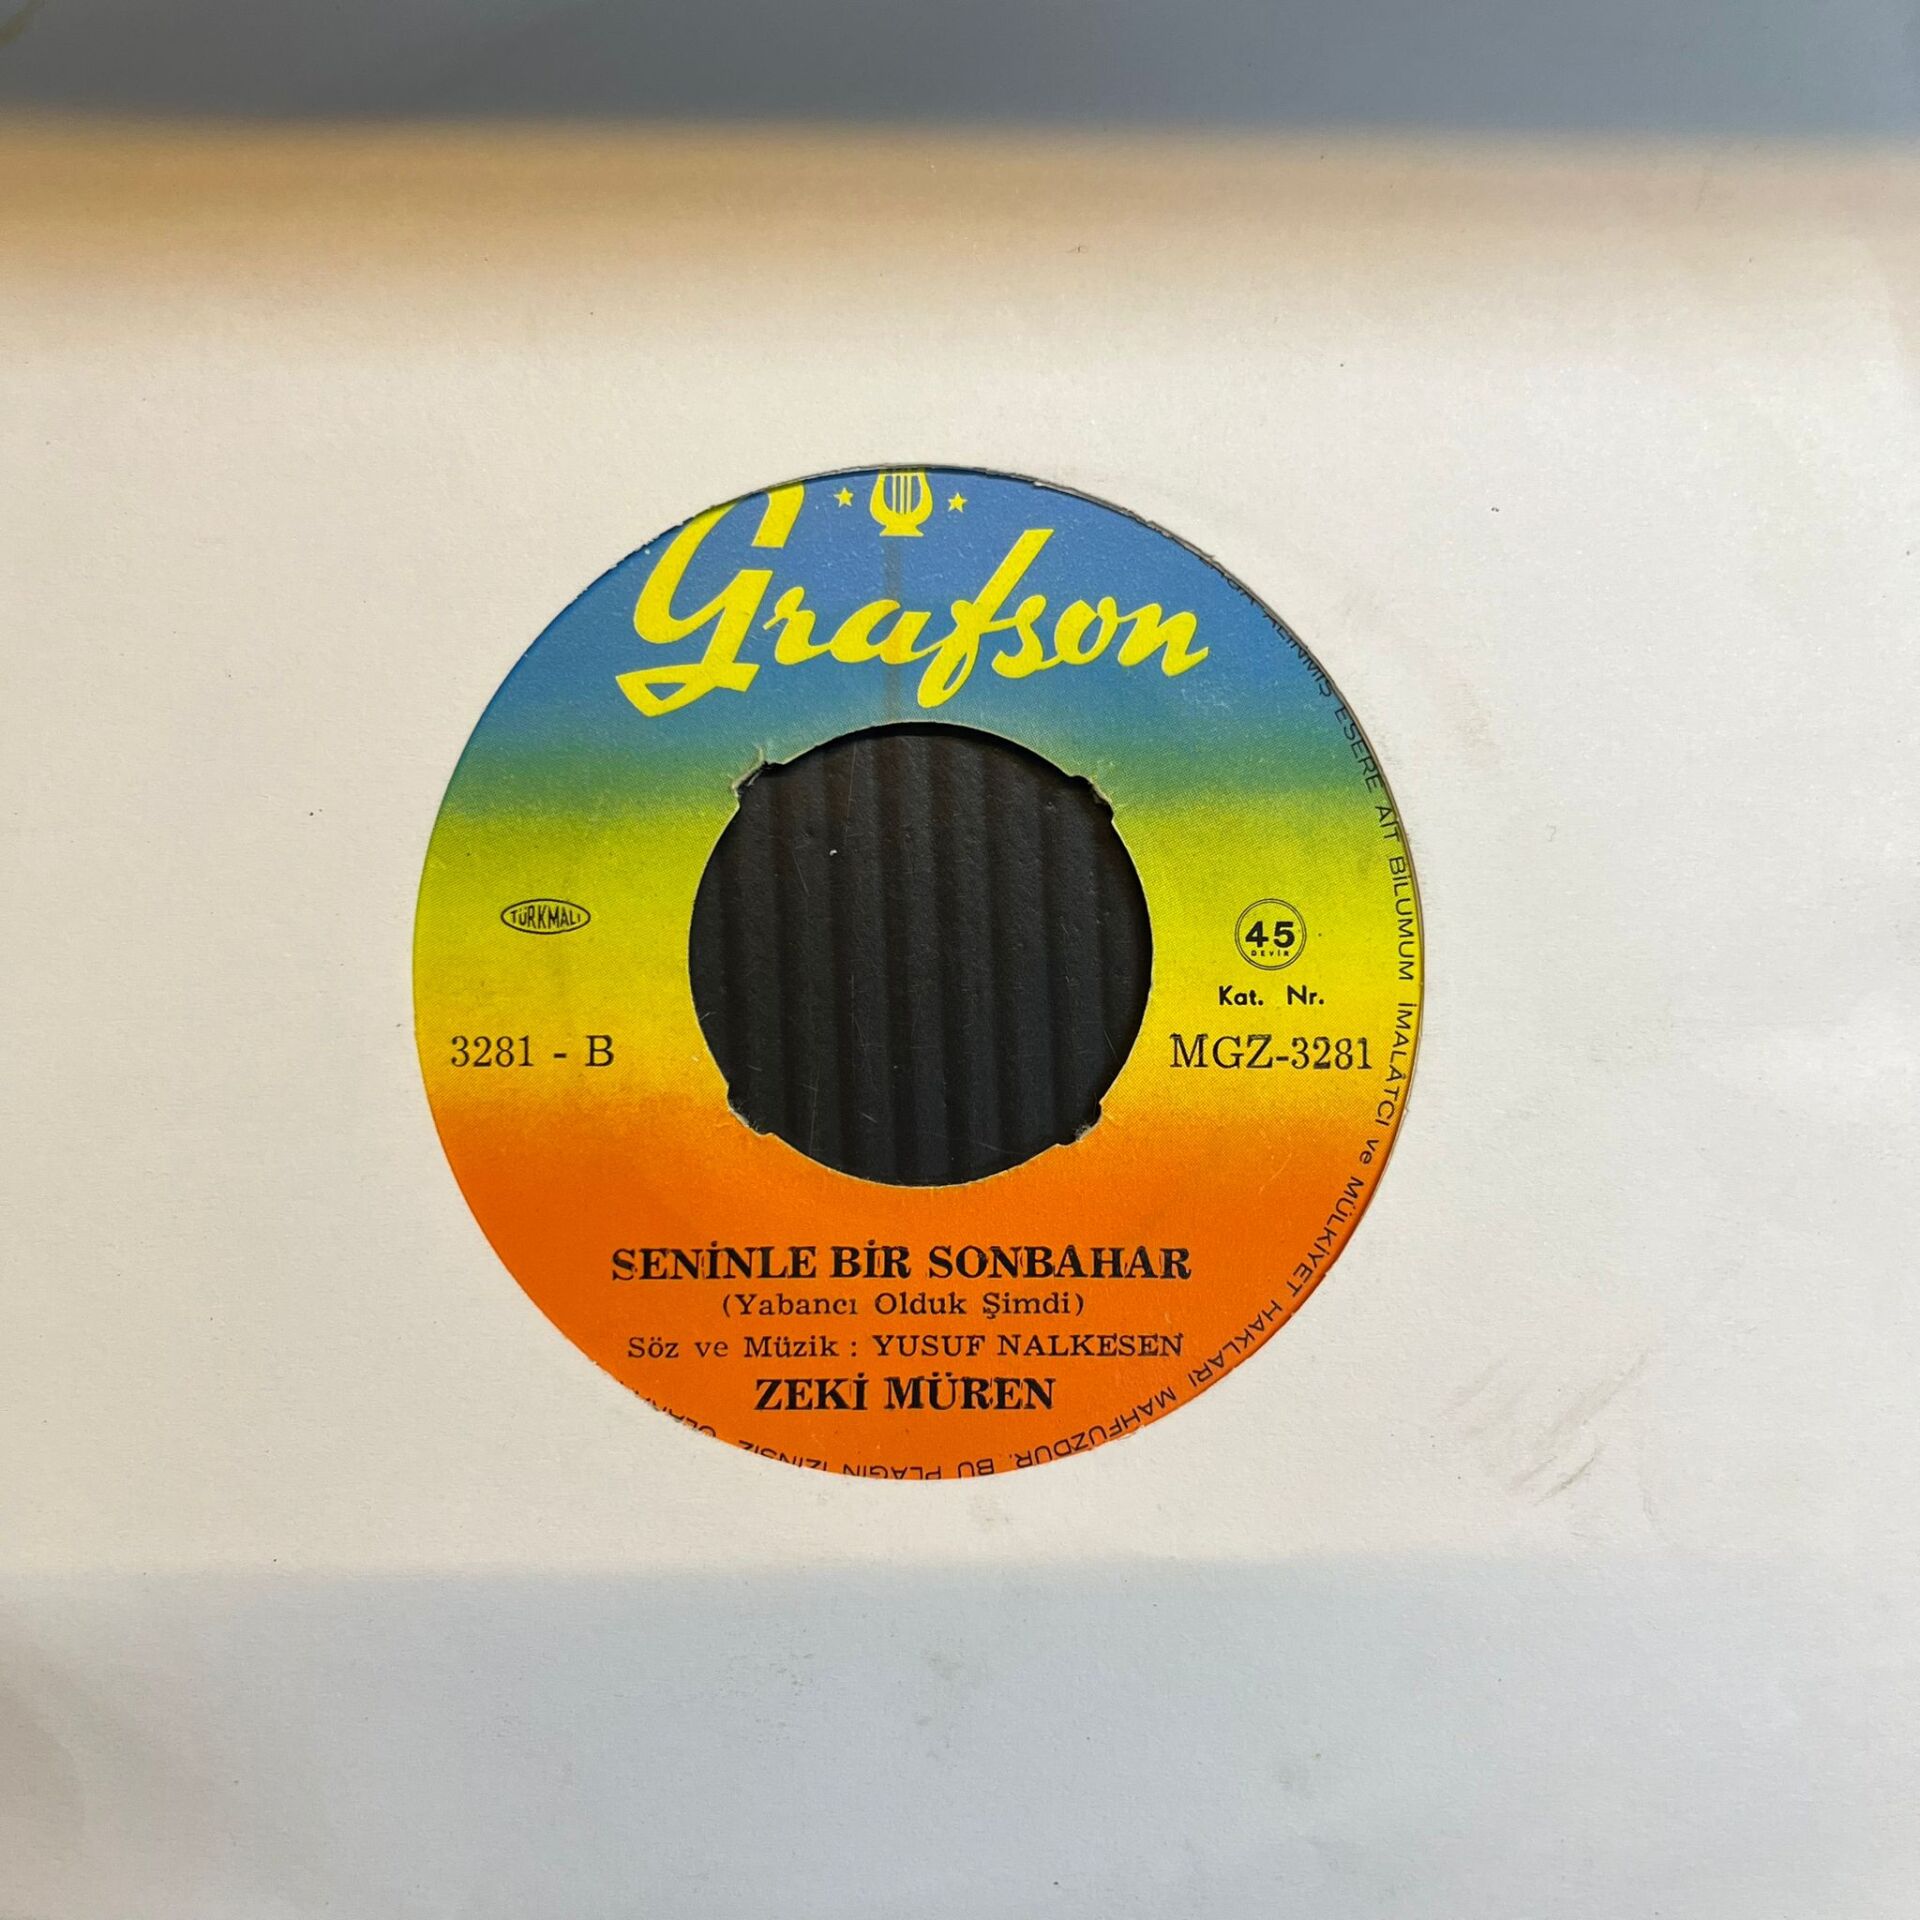 Grafson
TÜRKMALI
45
DEVİR
Kat. Nr.
3281 - B
MGZ-3281
SENİNLE BİR SONBAHAR
(Yabancı Olduk Şimdi)
Söz ve Müzik : YUSUF NALKESEN
ZEKİ MÜREN
ALINMIŞ ESERE AİT BİLUMUM İMALÂTCI ve MÜLKİYET HAKLARI MAHFUZDUR. BU PLAĞIN İZİNSİZ